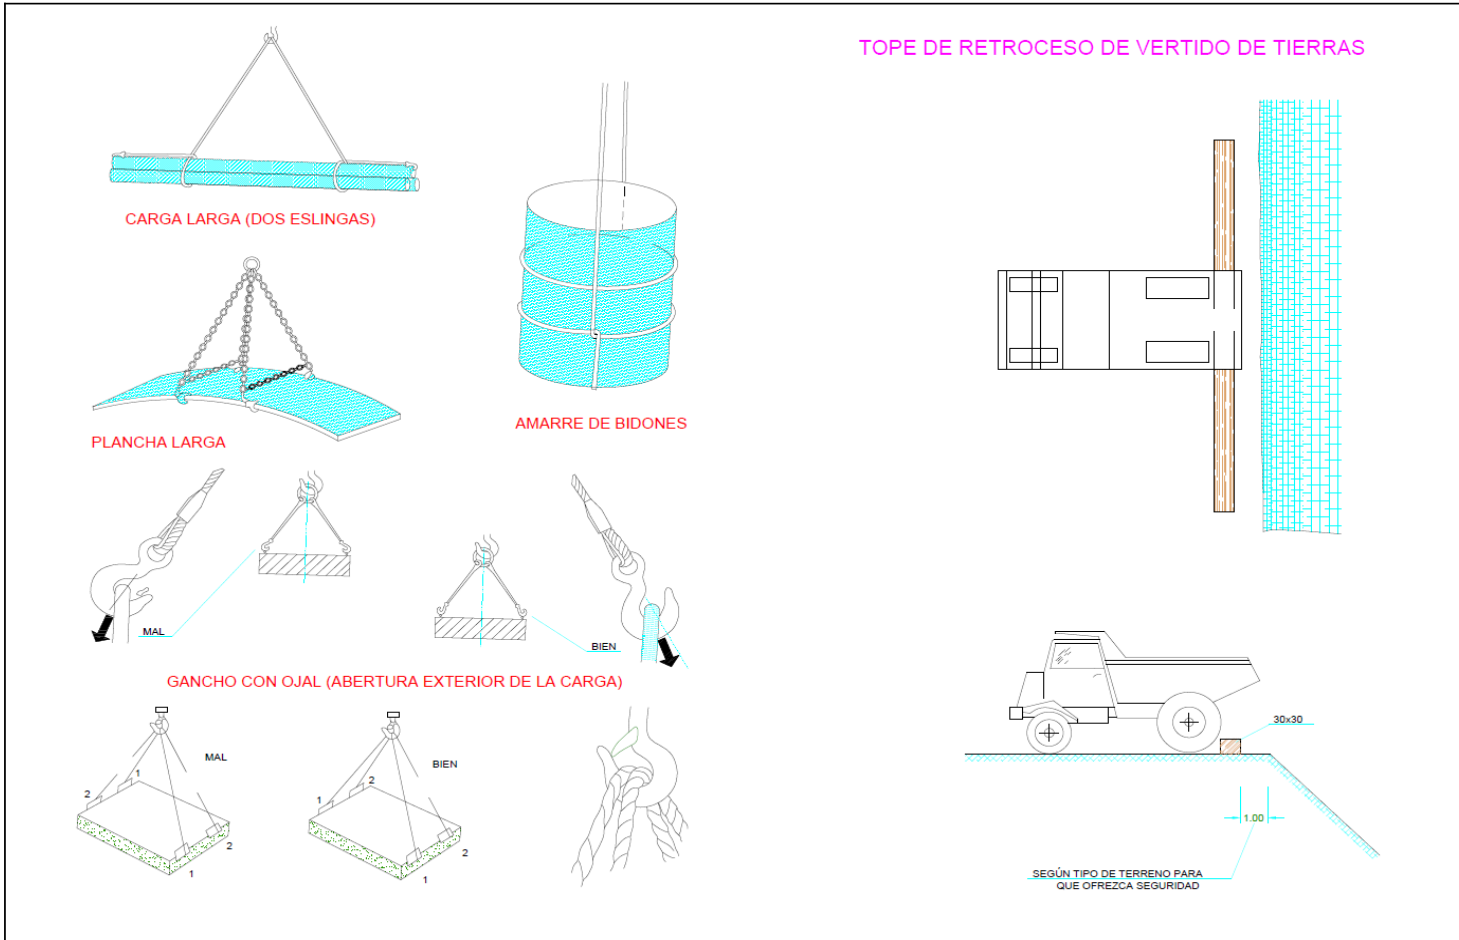 TOPE DE RETROCESO DE VERTIDO DE TIERRAS
CARGA LARGA (DOS ESLINGAS)
PLANCHA LARGA
AMARRE DE BIDONES
MAL
BIEN
GANCHO CON OJAL (ABERTURA EXTERIOR DE LA CARGA)
MAL
1
2
2
1
BIEN
2
1
2
1
30x30
1.00
SEGÚN TIPO DE TERRENO PARA
QUE OFREZCA SEGURIDAD